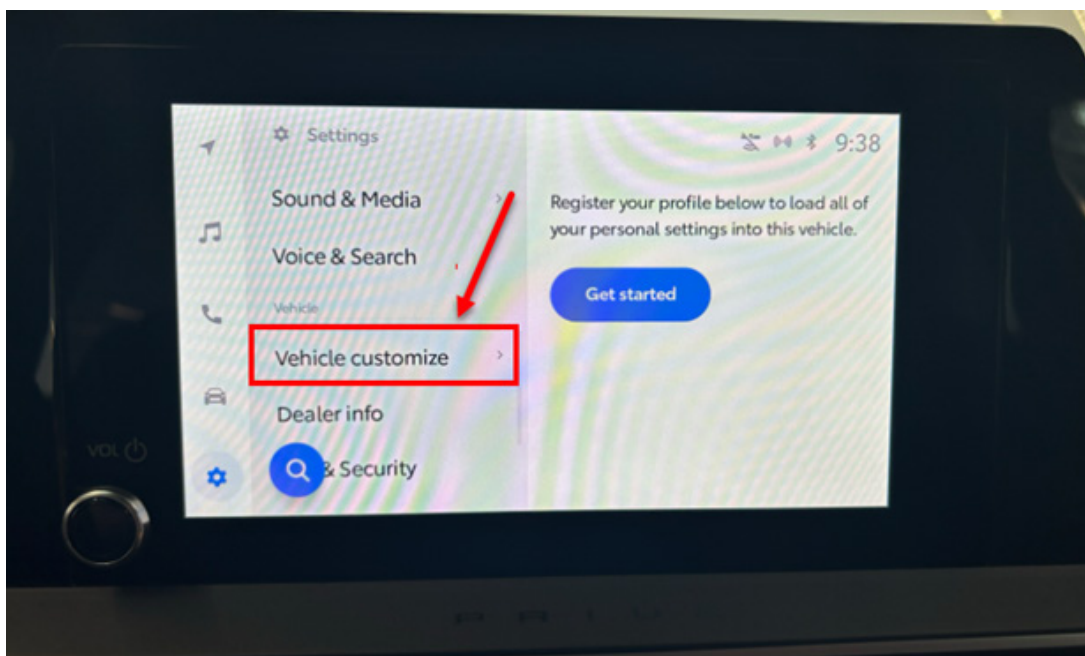 Settings
9:38
Sound & Media
Voice & Search
Vehicle
Vehicle customize
Dealer info
& Security
Register your profile below to load all of
your personal settings into this vehicle.
Get started
VOL